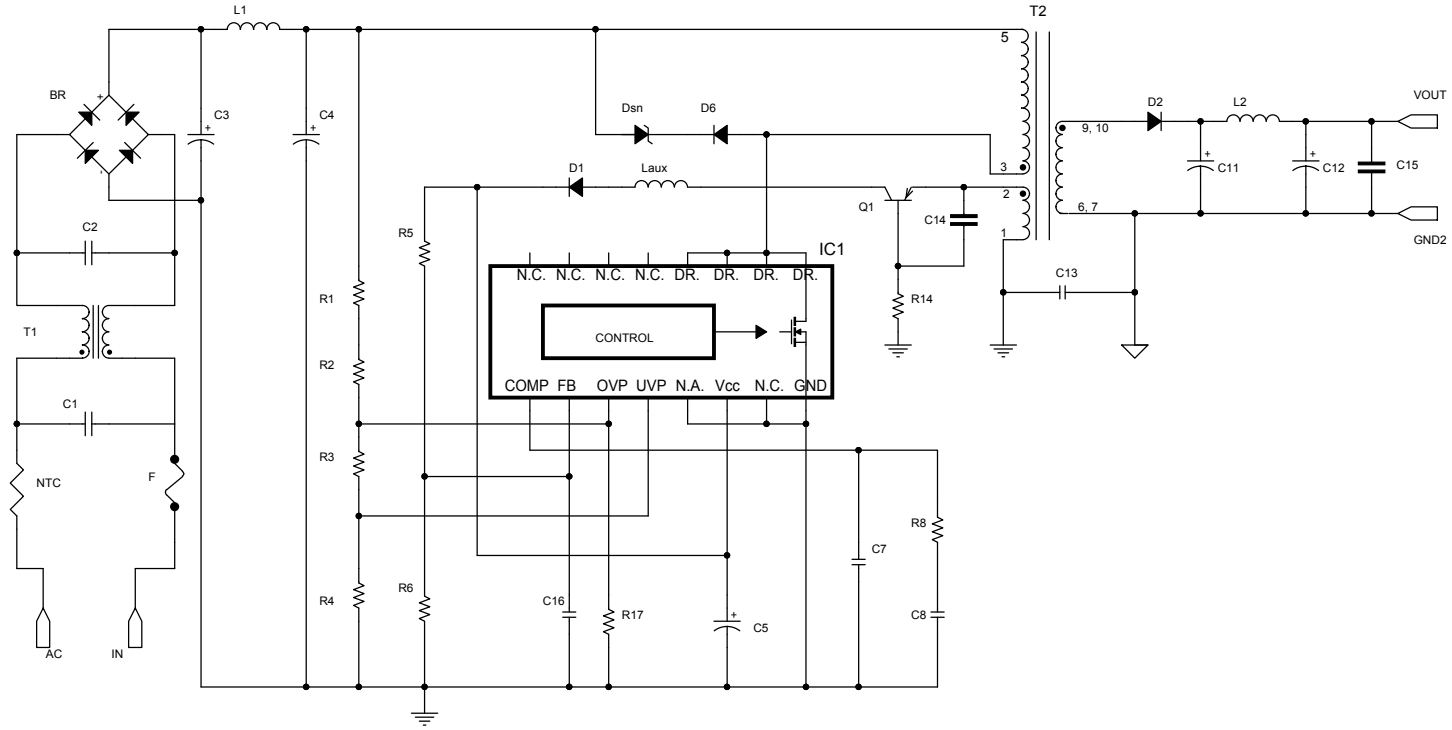 L1
T2
5
BR
+
-
C3
+
C4
+
Dsn
D6
3
2
1
D1
Laux
Q1
C14
9, 10
6, 7
D2
L2
VOUT
C11
+
C12
+
C15
GND2
C2
R5
IC1
N.C. N.C. N.C. N.C. DR. DR. DR. DR.
R14
C13
R1
T1
CONTROL
R2
COMP FB OVP UVP N.A. Vcc N.C. GND
C1
R3
NTC
F
R8
C7
R4
R6
C16
R17
+
C5
C8
AC
IN